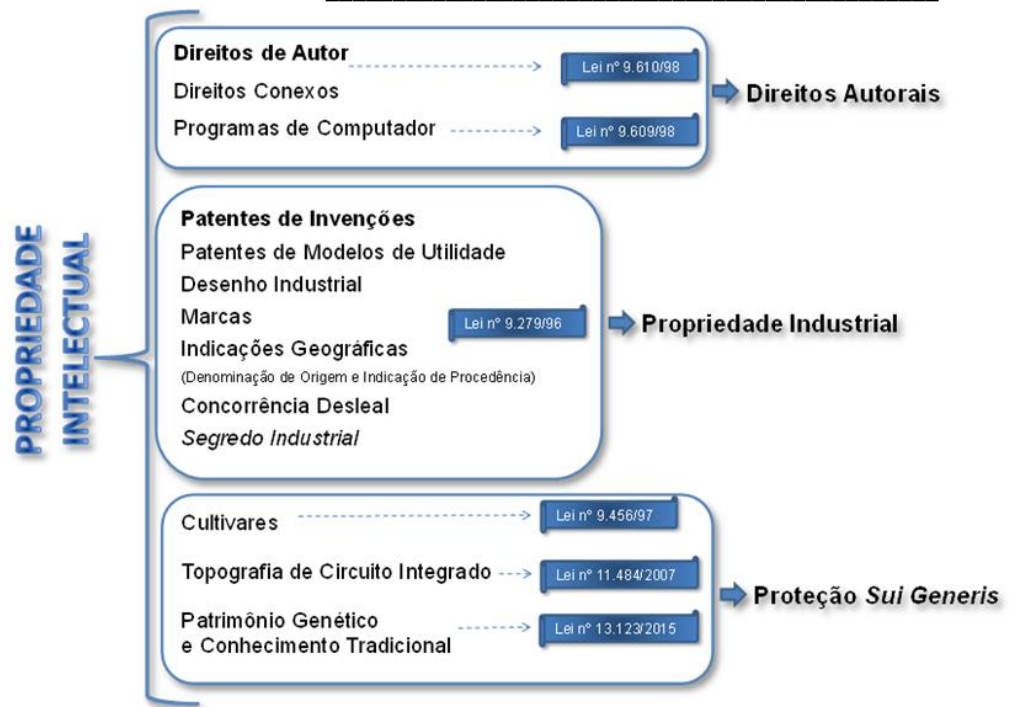 PROPRIEDADE
INTELECTUAL
Direitos de Autor
Lei nº 9.610/98
Direitos Conexos
Programas de Computador
Lei nº 9.609/98
Direitos Autorais
Patentes de Invenções
Patentes de Modelos de Utilidade
Desenho Industrial
Marcas
Lei nº 9.279/96
Indicações Geográficas
(Denominação de Origem e Indicação de Procedência)
Concorrência Desleal
Segredo Industrial
Propriedade Industrial
Cultivares
Lei nº 9.456/97
Topografia de Circuito Integrado
Lei nº 11.484/2007
Patrimônio Genético
e Conhecimento Tradicional
Lei nº 13.123/2015
Proteção Sui Generis